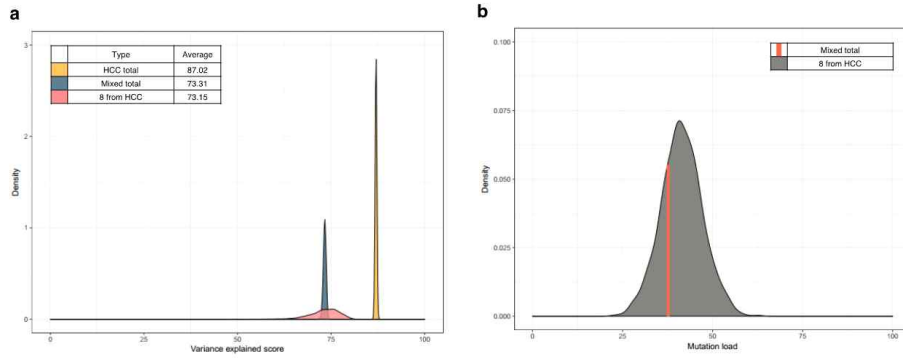 a
Type Average
HCC total 87.02
Mixed total 73.31
8 from HCC 73.15
3
2
1
0
Density
0 25 50 75 100
Variance explained score
b
Mixed total
8 from HCC
0.100
0.075
0.050
0.025
0.000
Density
0 25 50 75 100
Mutation load